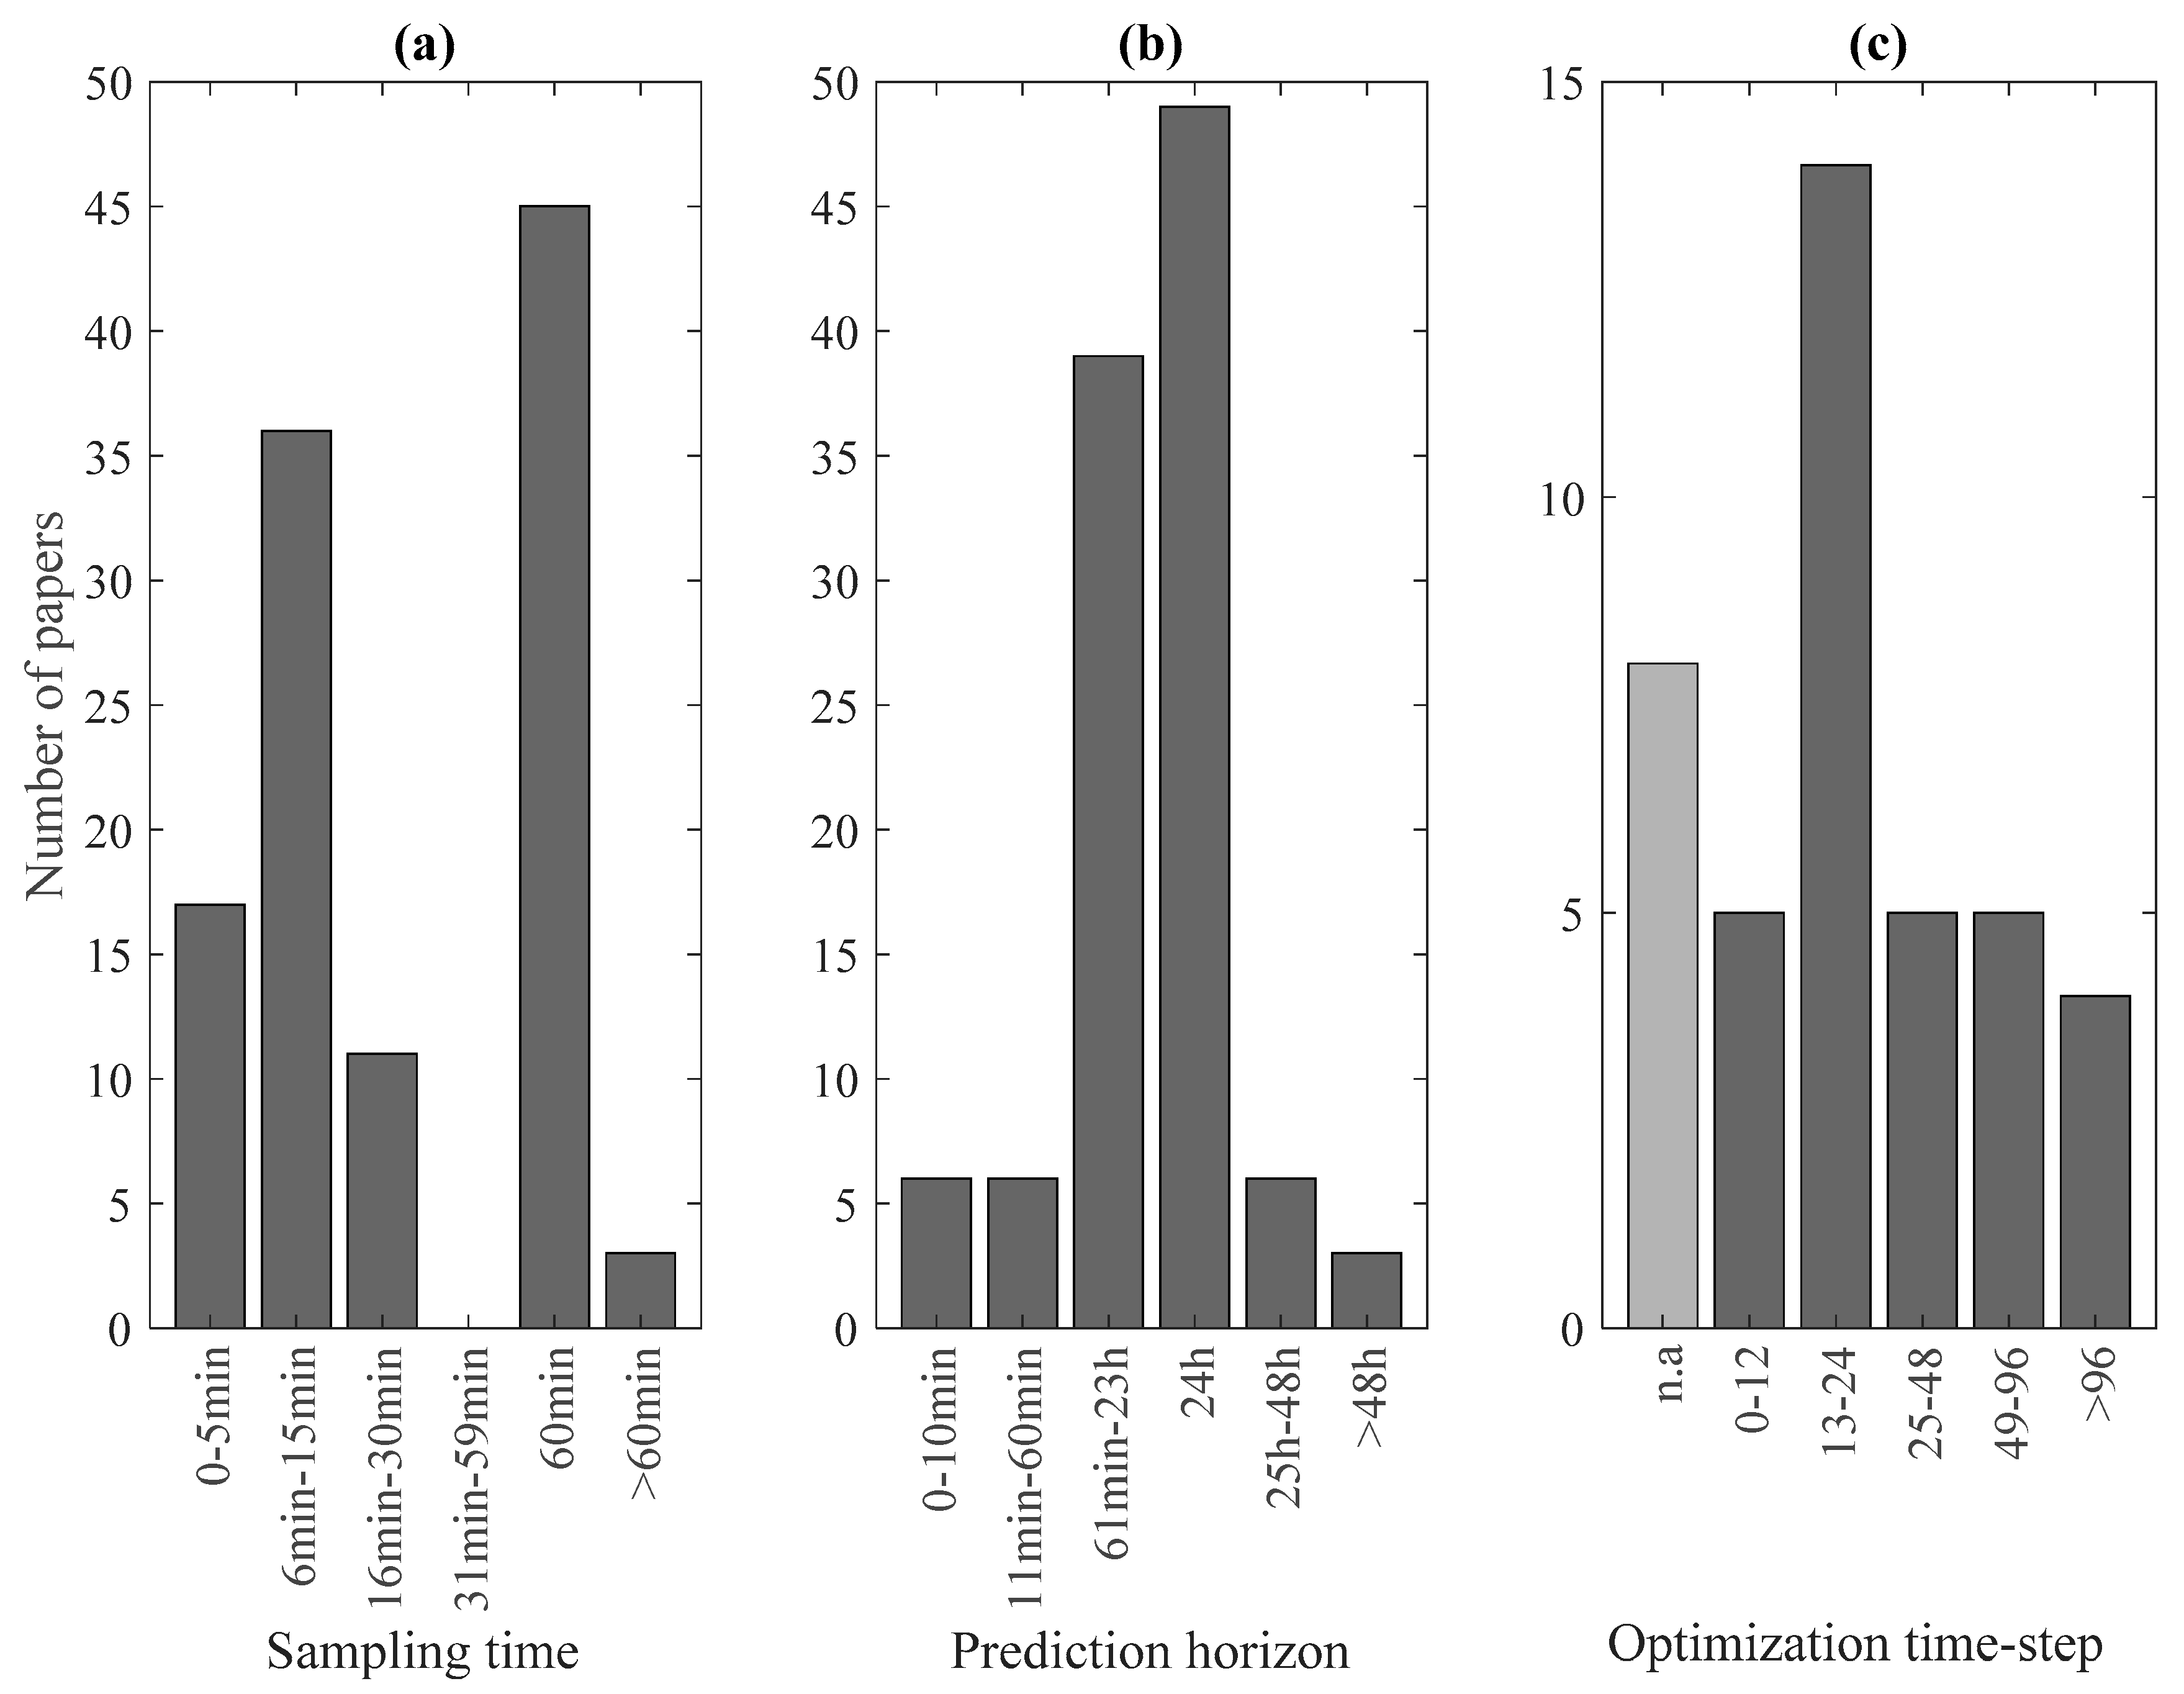 (a)
(b)
(c)
Number of papers
50
45
40
35
30
25
20
15
10
5
0
0-5min
6min-15min
16min-30min
31min-59min
60min
>60min
Sampling time
50
45
40
35
30
25
20
15
10
5
0
0-10min
11min-60min
61min-23h
24h
25h-48h
>48h
Prediction horizon
15
10
5
0
n.a
0-12
13-24
25-48
49-96
>96
Optimization time-step